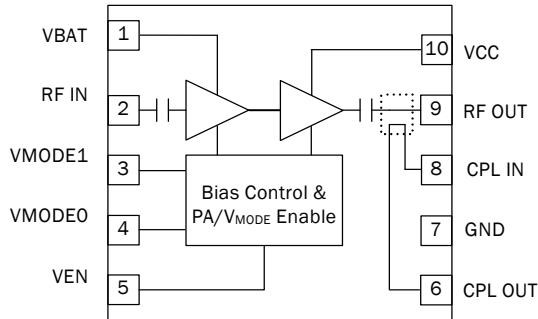 VBAT
1
10
VCC
RF IN
2
9
RF OUT
VMODE1
3
8
CPL IN
Bias Control &
PA/VMODE Enable
VMODE0
4
7
GND
VEN
5
6
CPL OUT